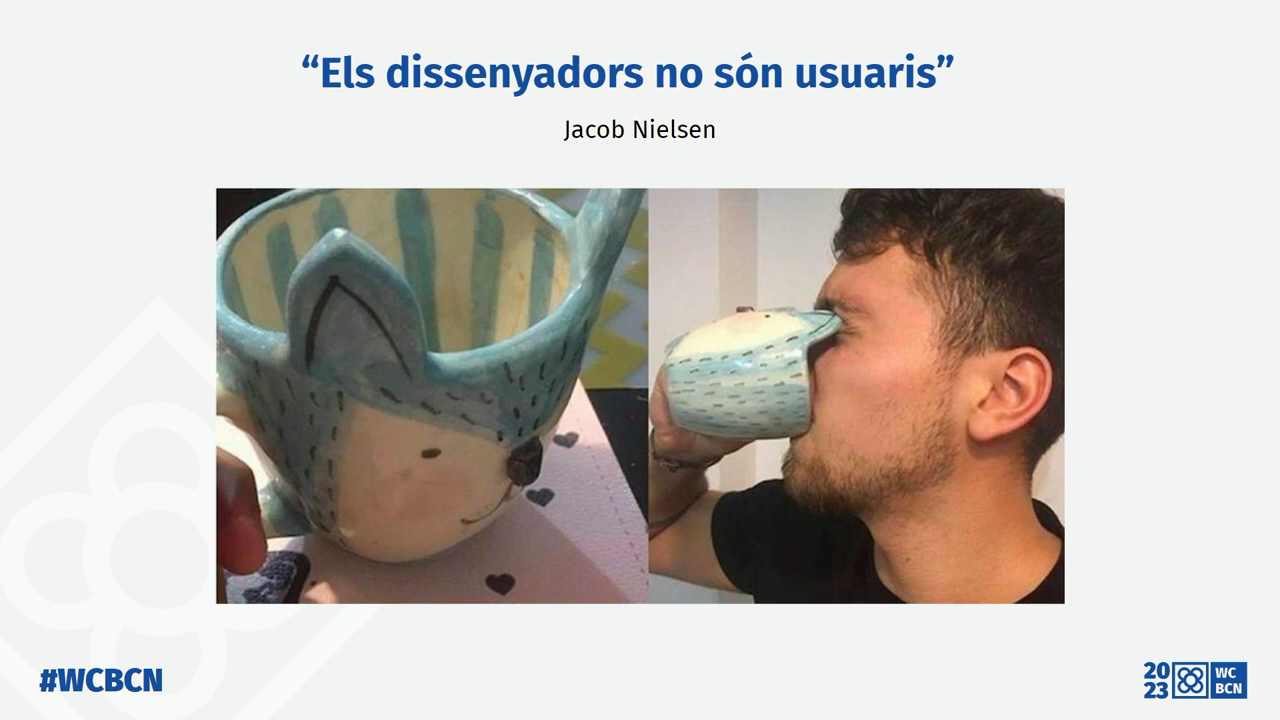 “Els dissenyadors no són usuaris”
Jacob Nielsen
#WCBCN
20
23
WC
BCN